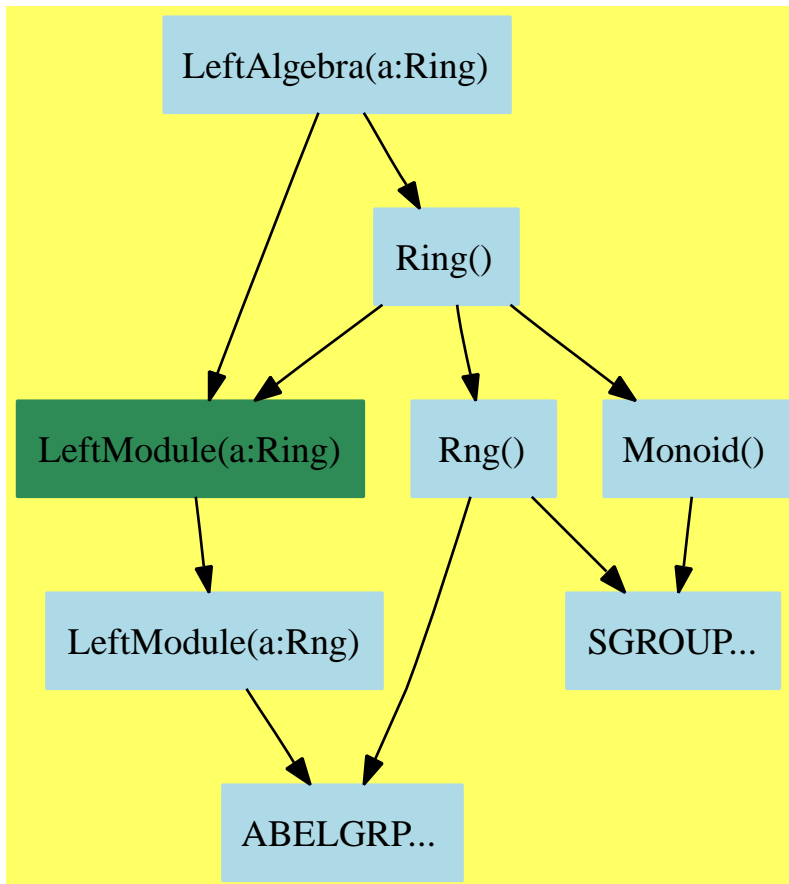 LeftAlgebra(a:Ring)
Ring()
LeftModule(a:Ring)
Rng()
Monoid()
LeftModule(a:Rng)
SGROUP...
ABELGRP...